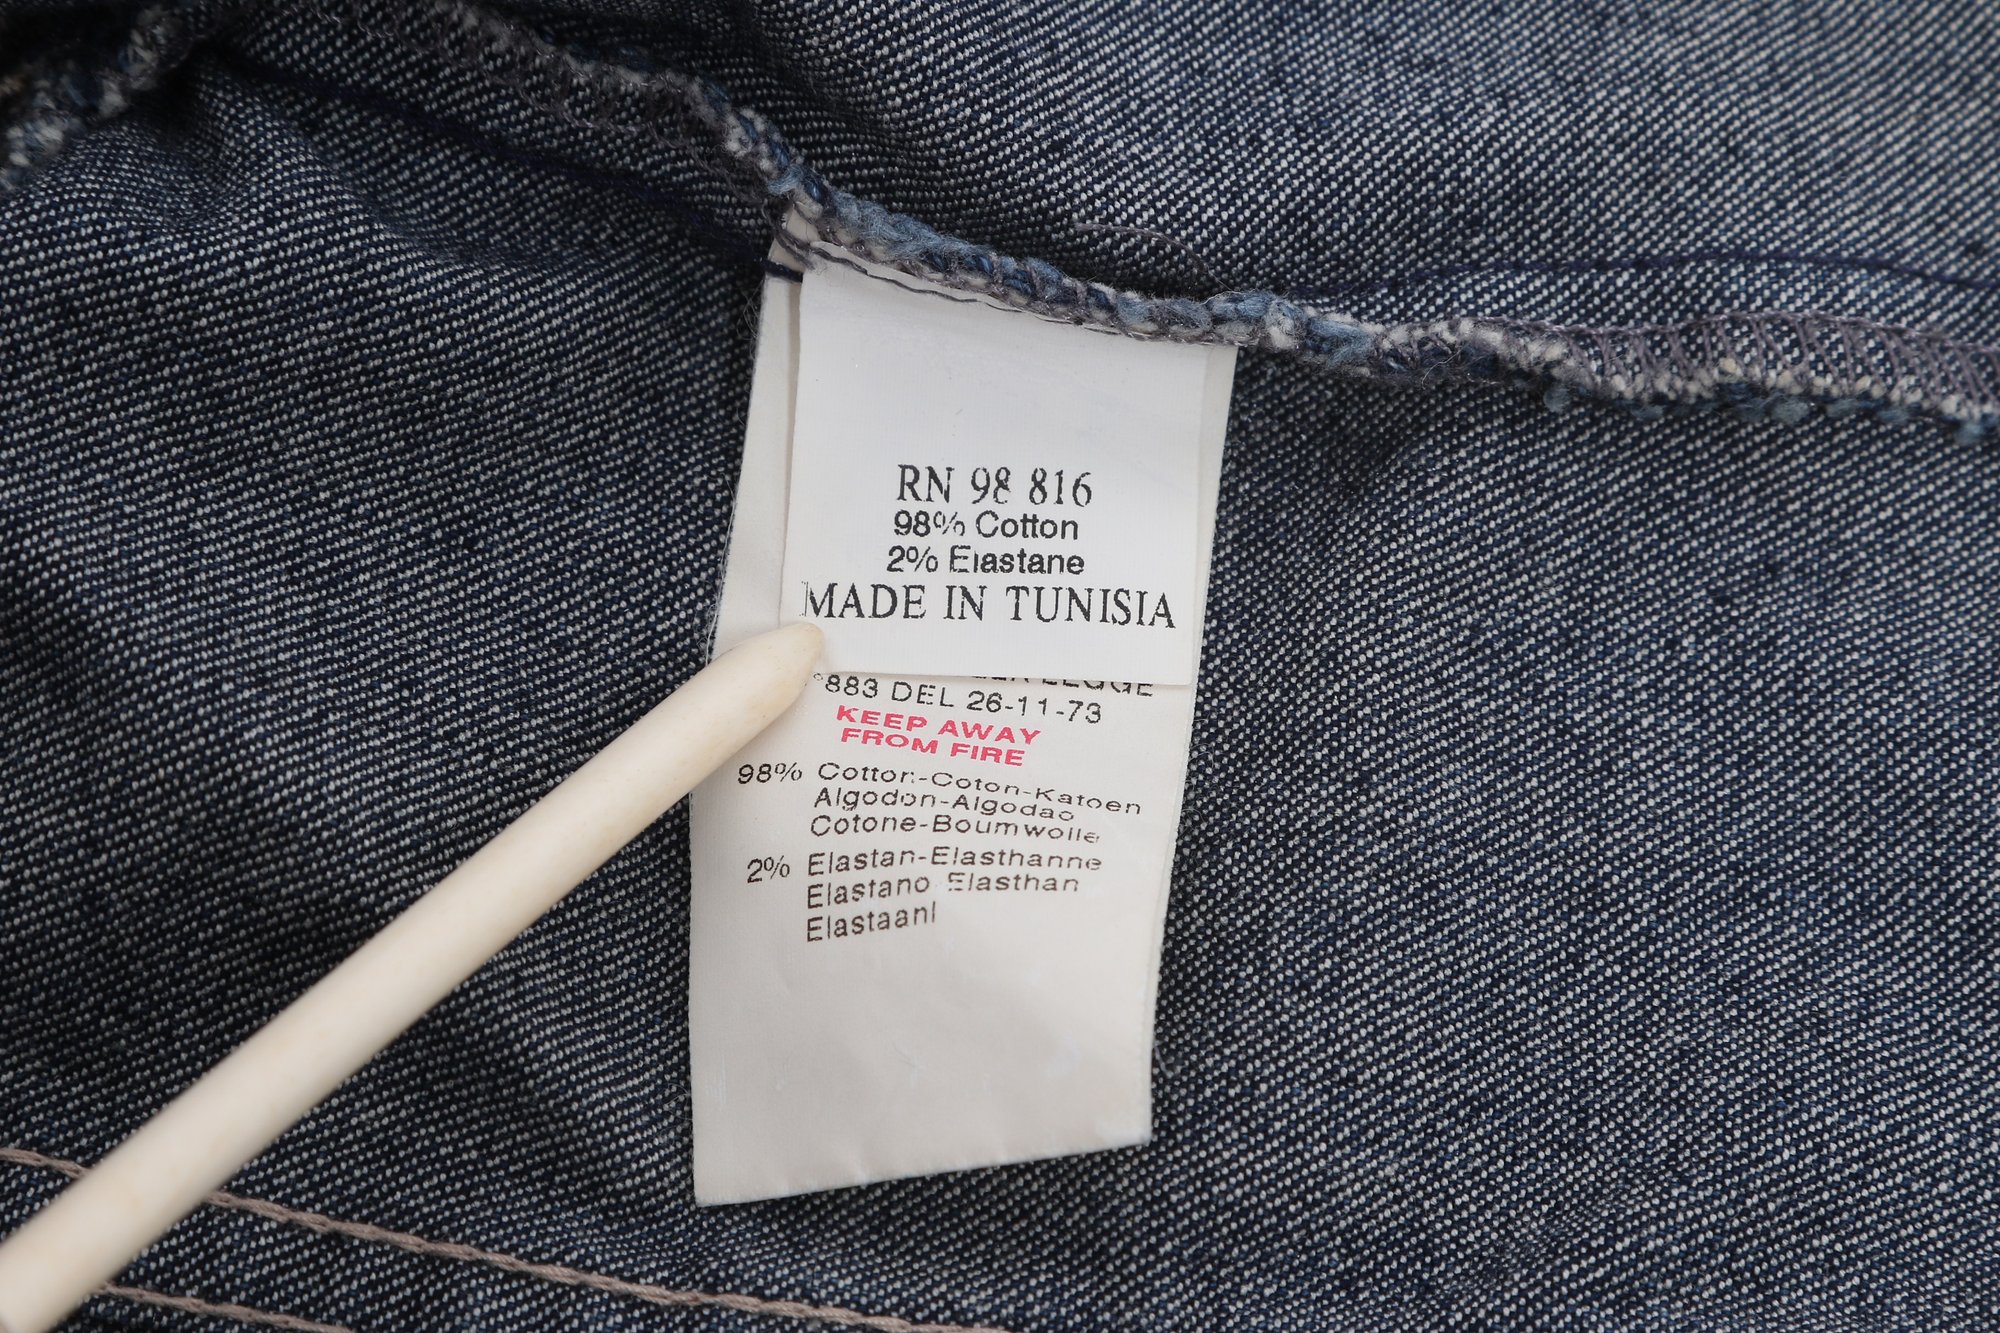 RN 98 816
98% Cotton
2% Elastane
MADE IN TUNISIA
LEGGE
°883 DEL 26-11-73
KEEP AWAY
FROM FIRE
98% Cotton-Coton-Katoen
Algodon-Algodao
Cotone-Boumwolle
2% Elastan-Elasthanne
Elastano Elasthan
Elastaanl